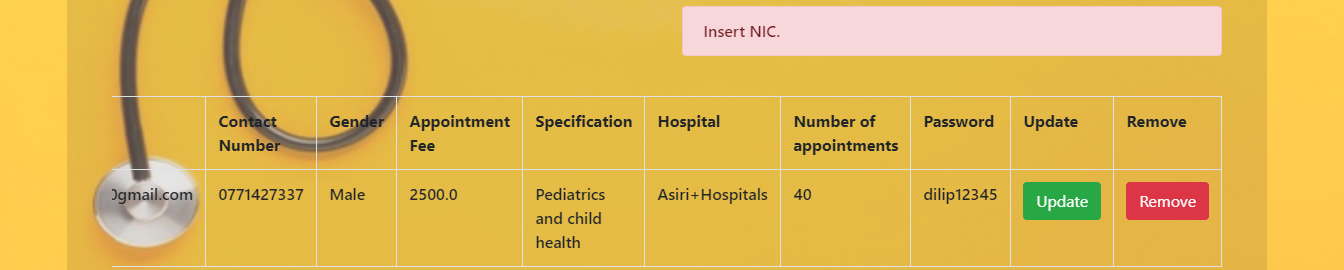 Insert NIC.
Contact Number Gender Appointment Fee Specification Hospital Number of appointments Password Update Remove
gmail.com 0771427337 Male 2500.0 Pediatrics and child health Asiri+Hospitals 40 dilip12345 Update Remove